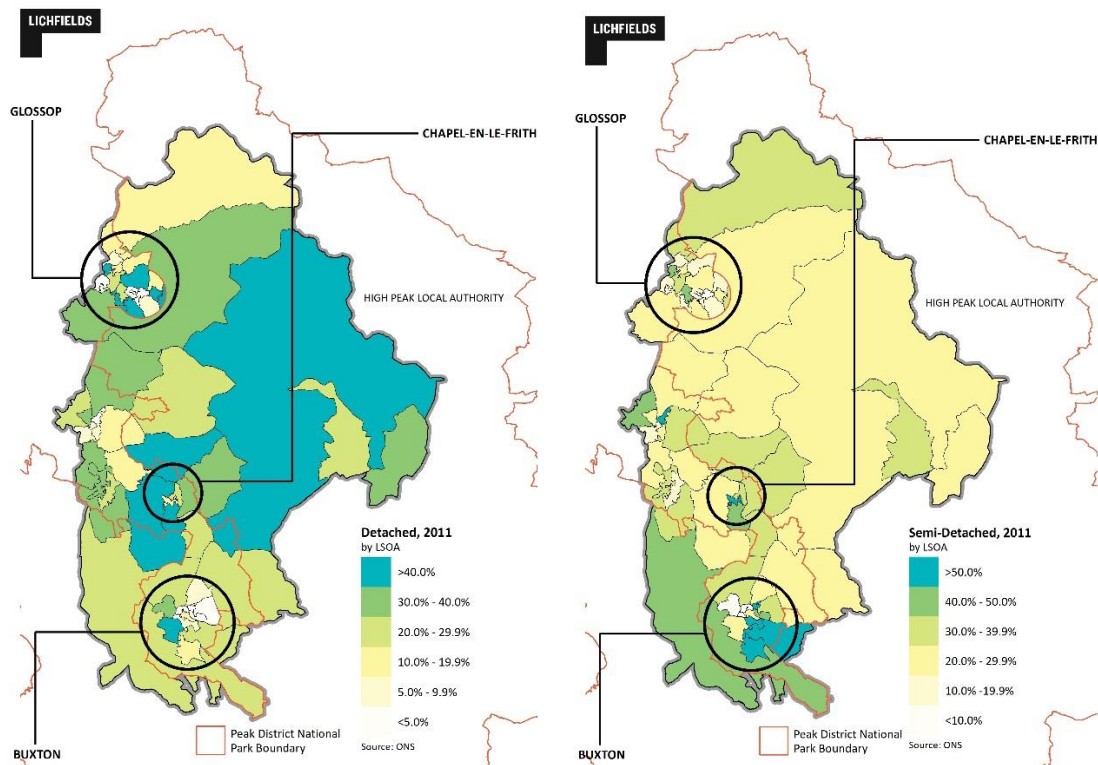 LICHFIELDS
GLOSSOP
CHAPEL-EN-LE-FRITH
HIGH PEAK LOCAL AUTHORITY
Detached, 2011
by LSOA
>40.0%
30.0% - 40.0%
20.0% - 29.9%
10.0% - 19.9%
5.0% - 9.9%
<5.0%
Peak District National
Park Boundary
Source: ONS
BUXTON
LICHFIELDS
GLOSSOP
CHAPEL-EN-LE-FRITH
HIGH PEAK LOCAL AUTHORITY
Semi-Detached, 2011
by LSOA
>50.0%
40.0% - 50.0%
30.0% - 39.9%
20.0% - 29.9%
10.0% -19.9%
<10.0%
Peak District National
Park Boundary
Source: ONS
BUXTON